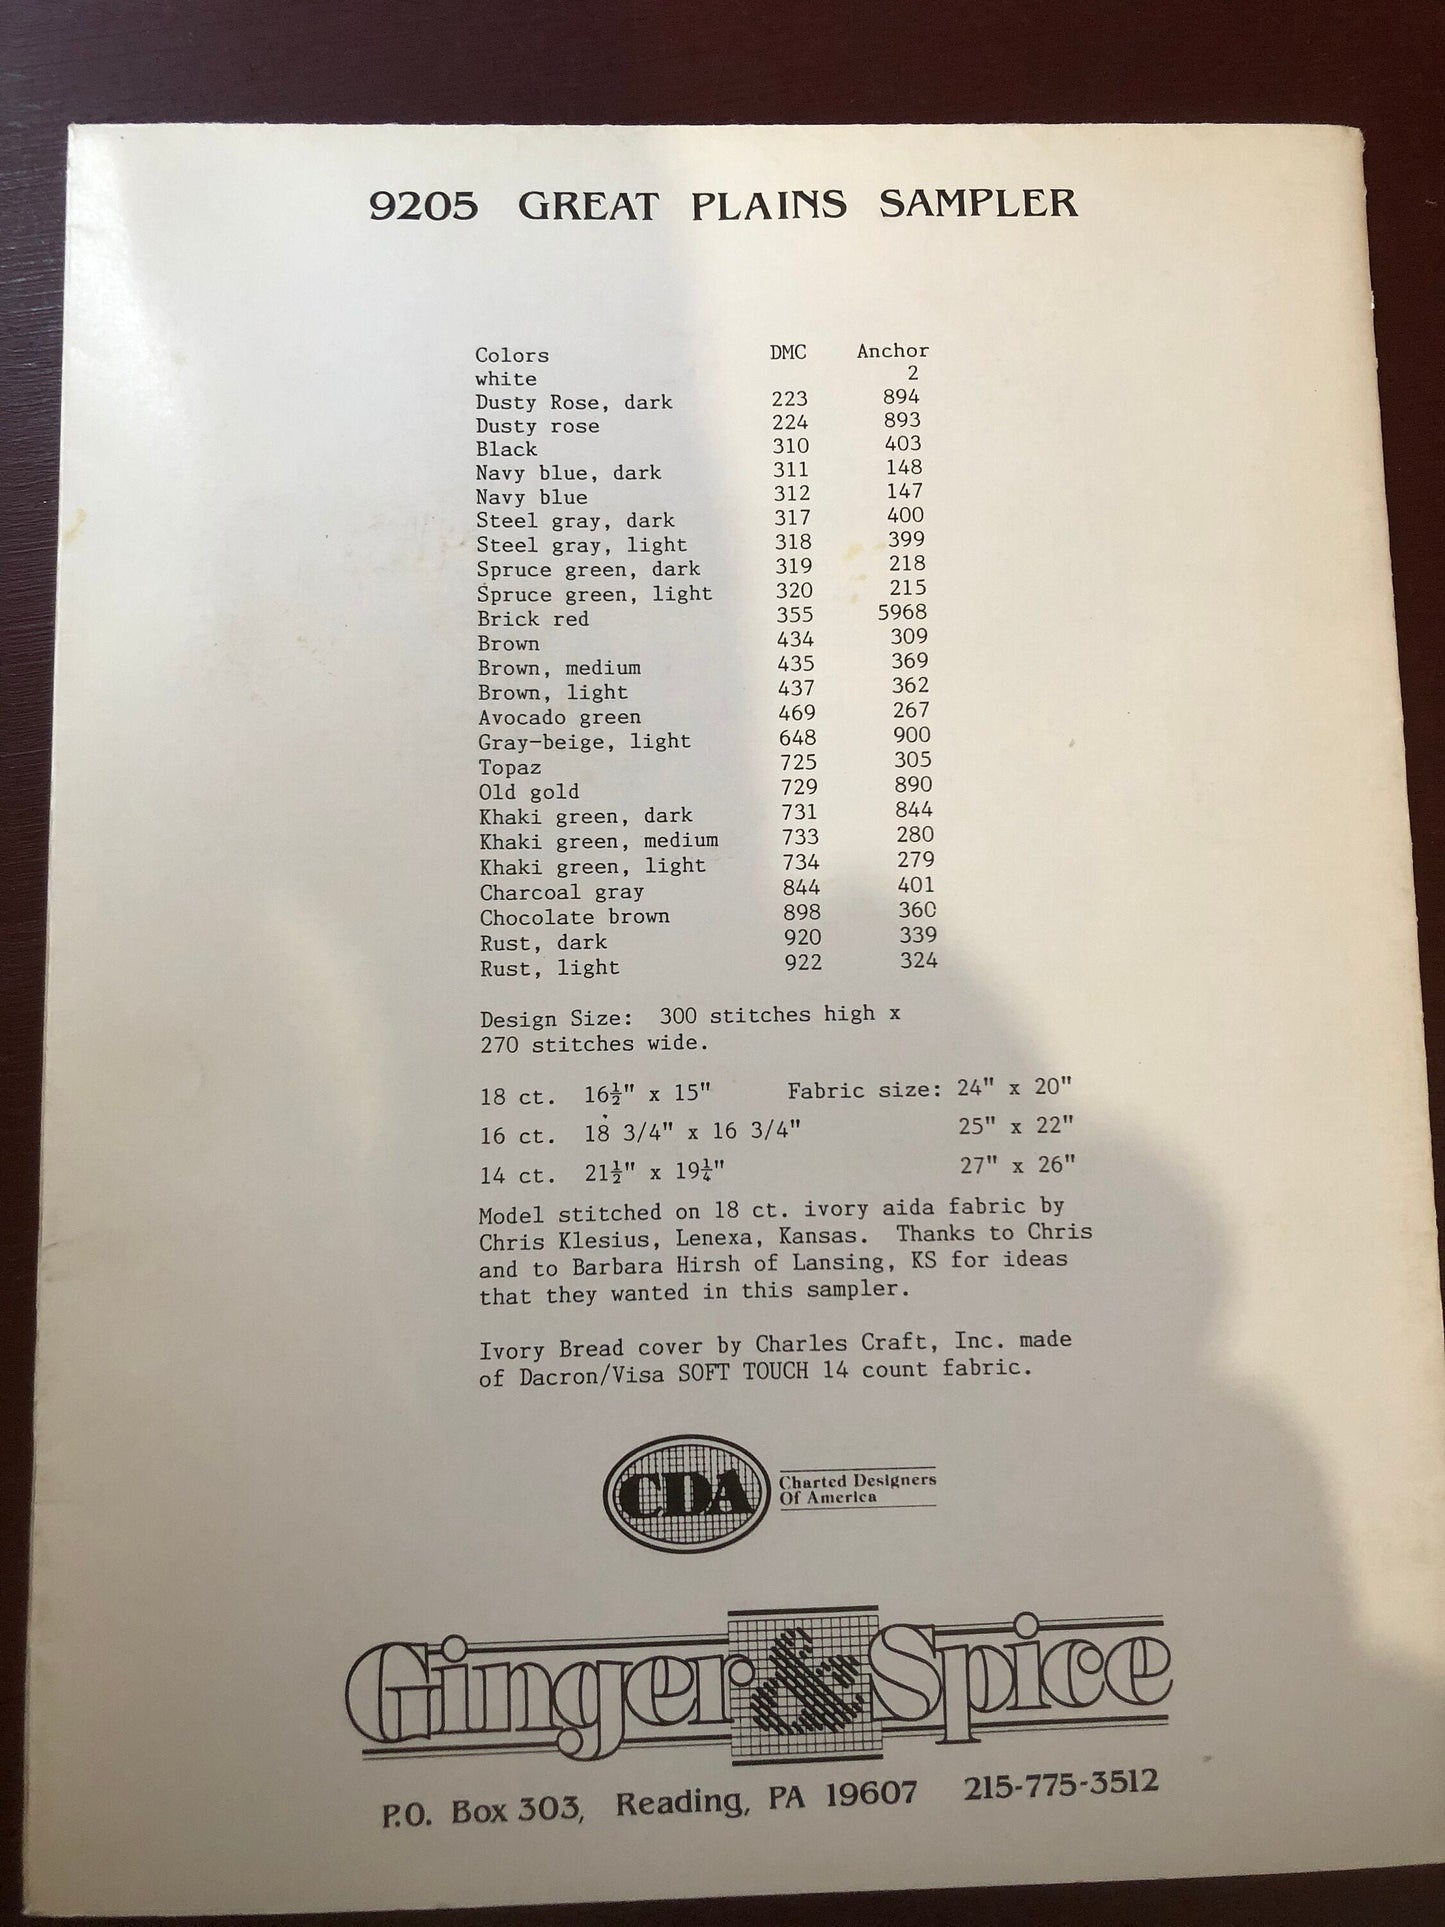 9205 GREAT PLAINS SAMPLER
Colors DMC Anchor
white 2
Dusty Rose, dark 223 894
Dusty rose 224 893
Black 310 403
Navy blue, dark 311 148
Navy blue 312 147
Steel gray, dark 317 400
Steel gray, light 318 399
Spruce green, dark 319 218
Spruce green, light 320 215
Brick red 355 5968
Brown 434 309
Brown, medium 435 369
Brown, light 437 362
Avocado green 469 267
Gray-beige, light 648 900
Topaz 725 305
Old gold 729 890
Khaki green, dark 731 844
Khaki green, medium 733 280
Khaki green, light 734 279
Charcoal gray 844 401
Chocolate brown 898 360
Rust, dark 920 339
Rust, light 922 324
Design Size: 300 stitches high x
270 stitches wide.
18 ct. 16½" x 15" Fabric size: 24" x 20"
16 ct. 18 3/4" x 16 3/4" 25" x 22"
14 ct. 21½" x 19¼" 27" x 26"
Model stitched on 18 ct. ivory aida fabric by
Chris Klesius, Lenexa, Kansas. Thanks to Chris
and to Barbara Hirsh of Lansing, KS for ideas
that they wanted in this sampler.
Ivory Bread cover by Charles Craft, Inc. made
of Dacron/Visa SOFT TOUCH 14 count fabric.
CDA Charted Designers
Of America
Ginger & Spice
P.O. Box 303, Reading, PA 19607 215-775-3512